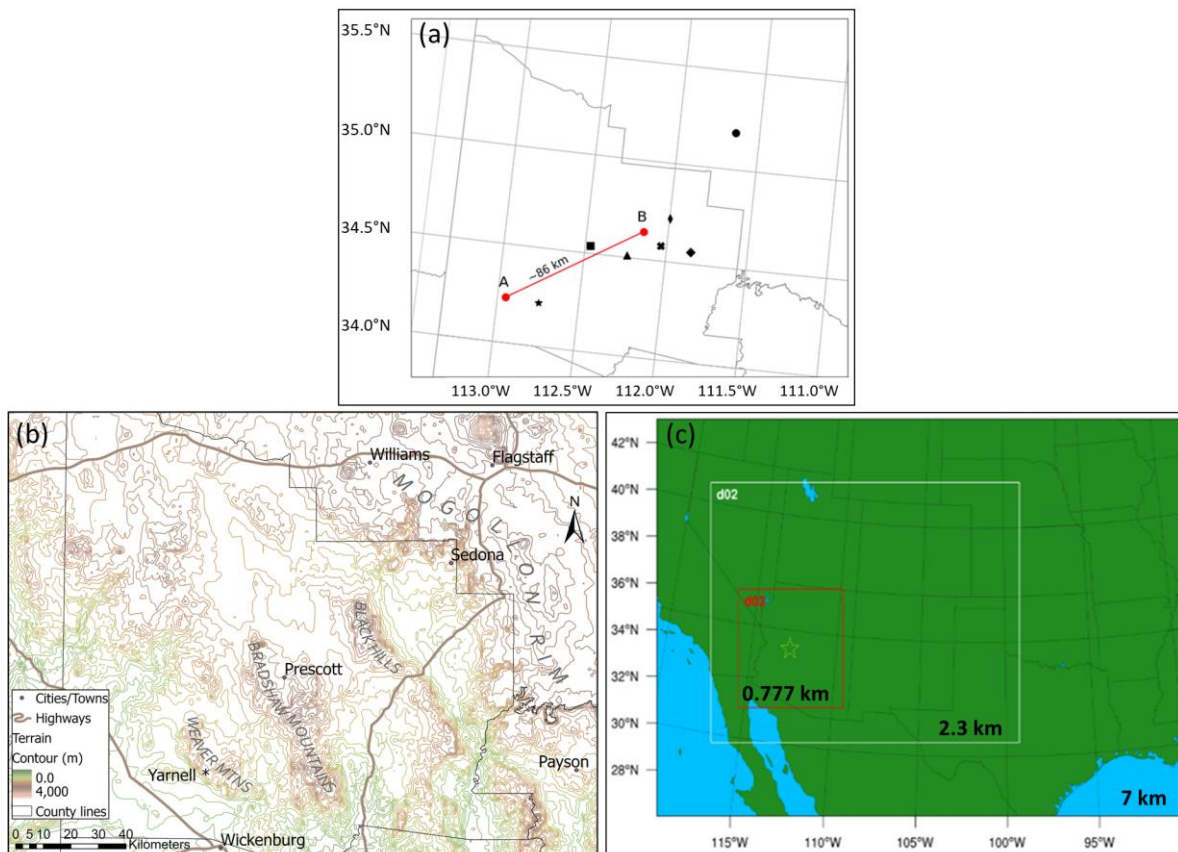 (a)
35.5°N
35.0°N
34.5°N
34.0°N
B
A
~86 km
113.0°W 112.5°W 112.0°W 111.5°W 111.0°W
(b)
Williams
Flagstaff
MOGOLLON RIM
N
Sedona
BLACK HILLS
Prescott
BRADSHAW MOUNTAINS
WEAVER MTNS
Yarnell *
Payson
Wickenburg
Cities/Towns
Highways
Terrain
Contour (m)
0.0
4,000
County lines
0 5 10 20 30 40
Kilometers
(c)
42°N
40°N
38°N
36°N
34°N
32°N
30°N
28°N
d02
d03
0.777 km
2.3 km
7 km
115°W 110°W 105°W 100°W 95°W